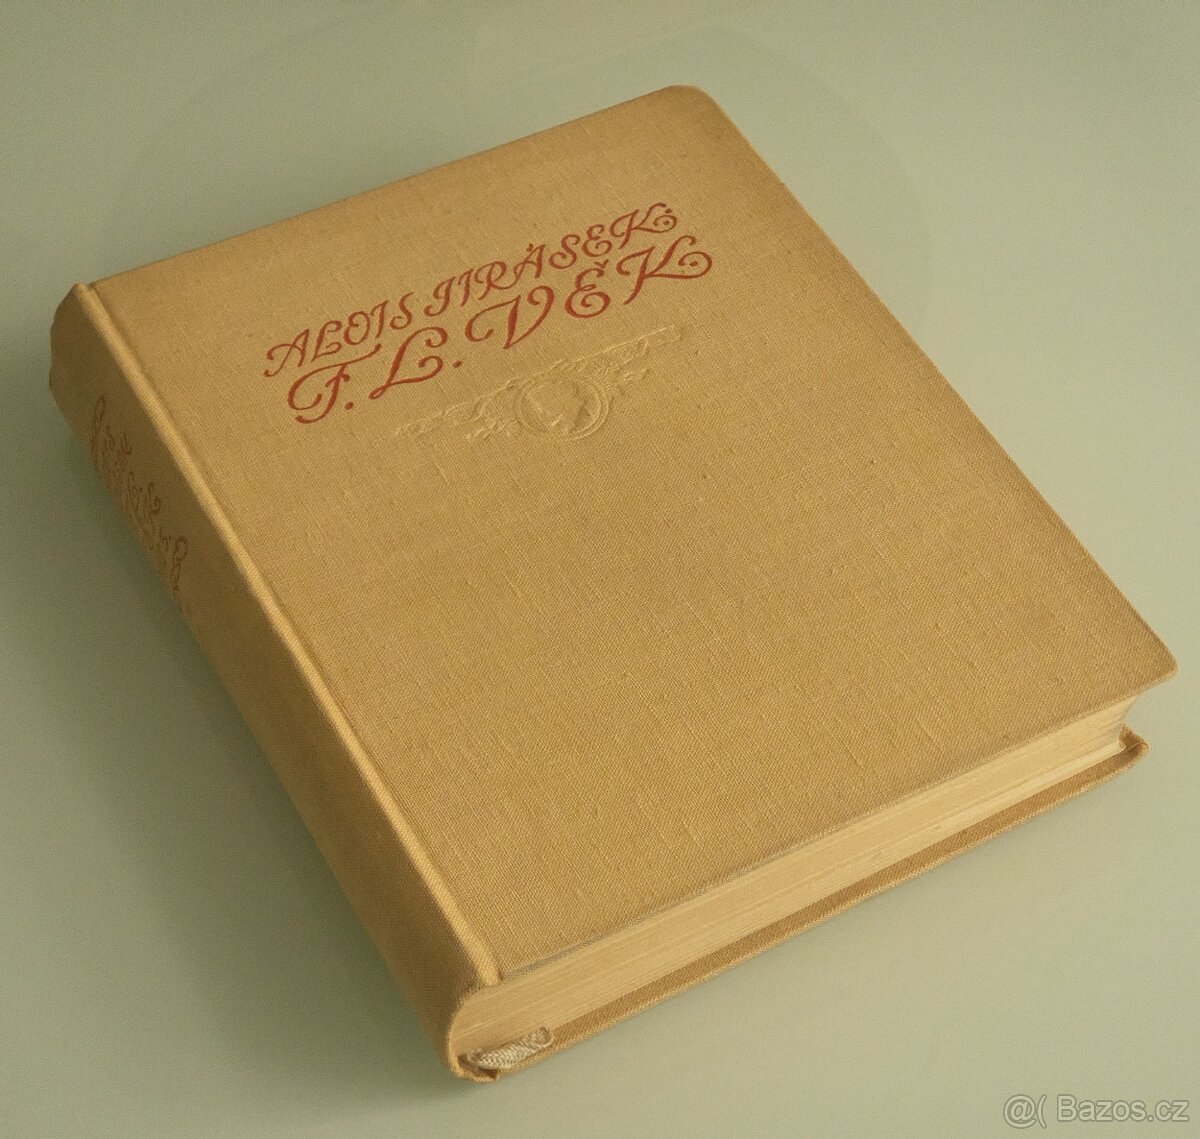 ALOIS JIRÁSEK:
F. L. VĚK.
@( Bazos.cz